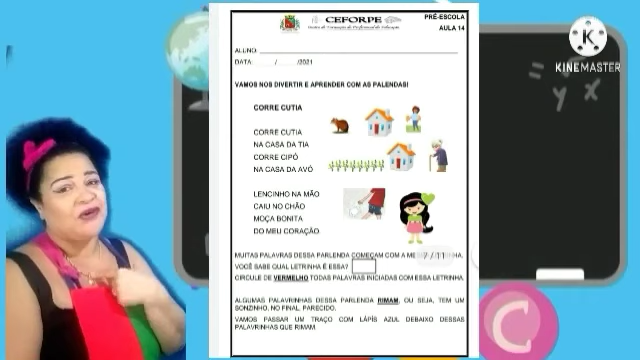 PRÉ-ESCOLA
CEFORPE
AULA 14
KINEMASTER
ALUNO:
DATA: / /2021
VAMOS NOS DIVERTIR E APRENDER COM AS PALENDAS!
CORRE CUTIA
CORRE CUTIA
NA CASA DA TIA
CORRE CIPÓ
NA CASA DA AVÓ
LENCINHO NA MÃO
CAIU NO CHÃO
MOÇA BONITA
DO MEU CORAÇÃO
MUITAS PALAVRAS DESSA PARLENDA COMEÇAM COM A
VOCÊ SABE QUAL LETRINHA É ESSA?
CIRCULE DE VERMELHO TODAS PALAVRAS INICIADAS COM ESSA LETRINHA.
ALGUMAS PALAVRINHAS DESSA PARLENDA RIMAM, OU SEJA, TEM UM
SONZINHO, NO FINAL, PARECIDO.
VAMOS PASSAR UM TRAÇO COM LÁPIS AZUL DEBAIXO DESSAS
PALAVRINHAS QUE RIMAM.
= y x
C